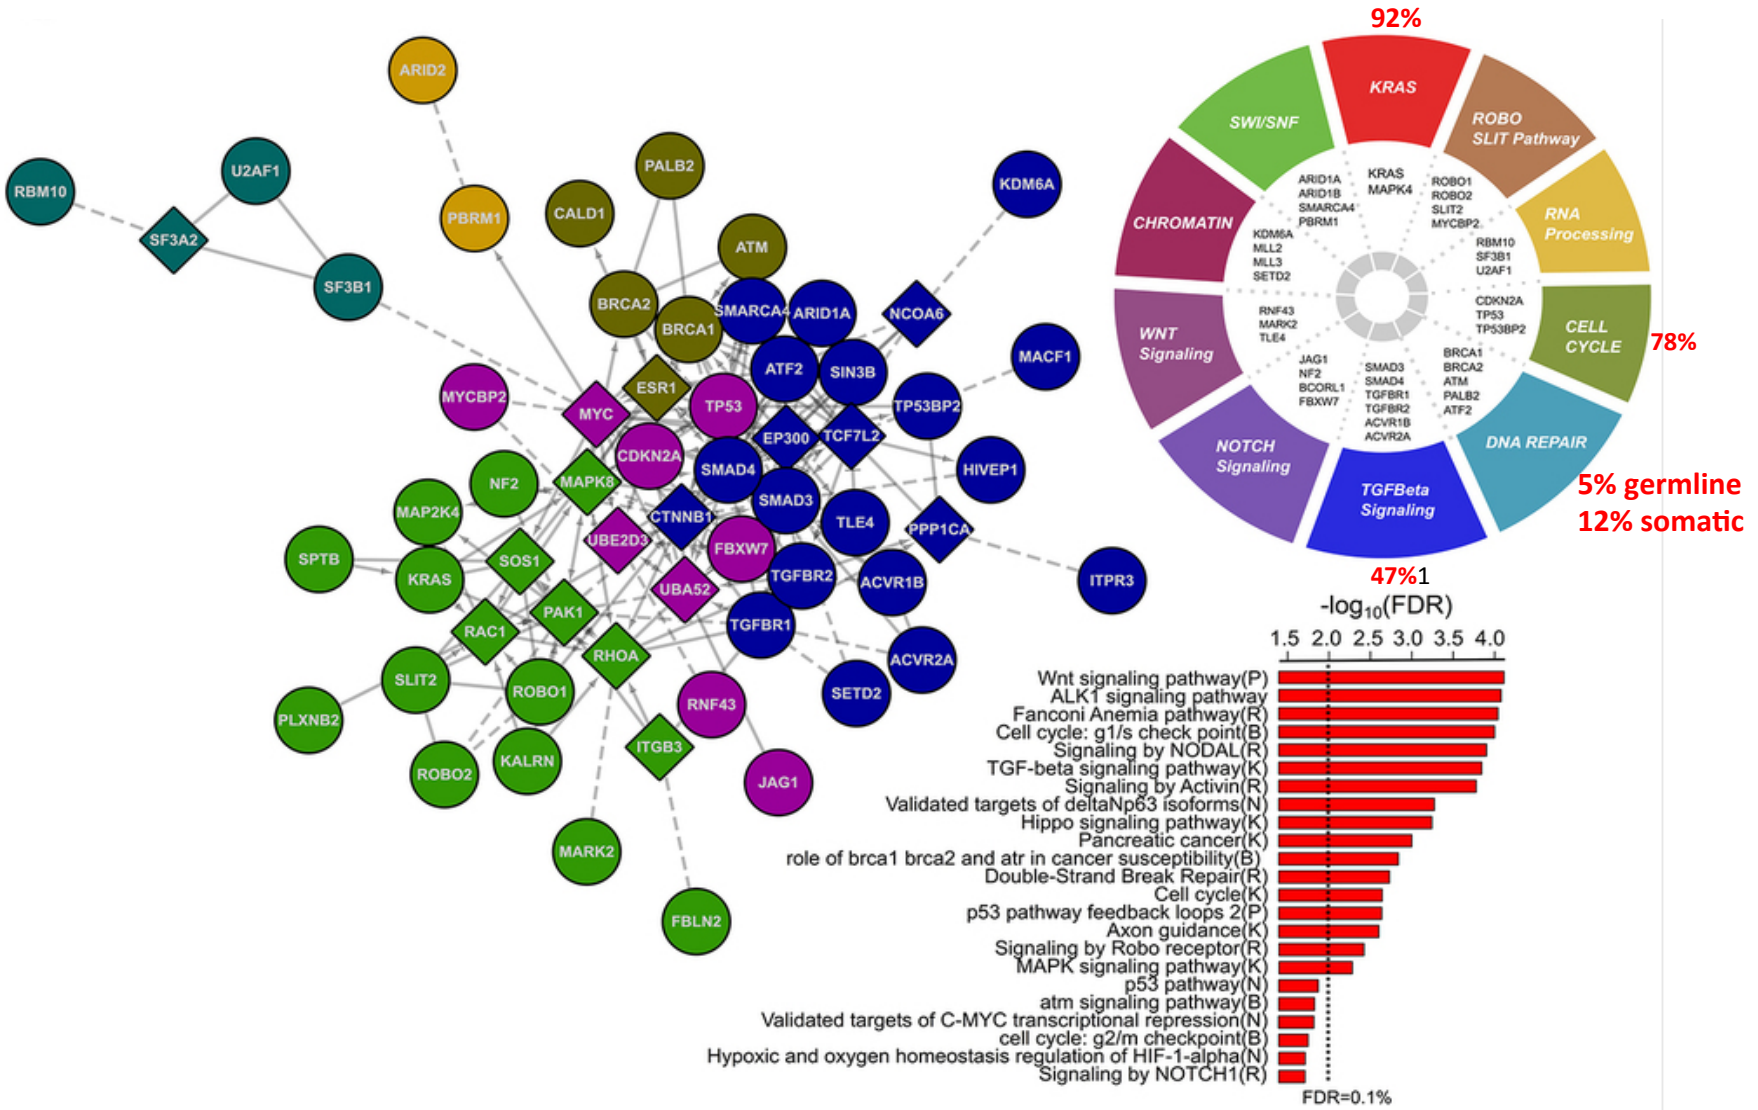 ARID2
RBM10
U2AF1
SF3A2
SF3B1
PBRM1
CALD1
PALB2
ATM
BRCA2
BRCA1
SMARCA4
ARID1A
NCOA6
KDM6A
MACF1
ATF2
SIN3B
ESR1
TP53
TP53BP2
MYCBP2
MYC
EP300
TCF7L2
CDKN2A
SMAD4
HIVEP1
NF2
MAPK8
SMAD3
MAP2K4
CTNNB1
TLE4
PPP1CA
UBE2D3
FBXW7
SPTB
KRAS
SOS1
TGFBR2
ACVR1B
ITPR3
UBA52
PAK1
RAC1
TGFBR1
RHOA
ACVR2A
SLIT2
ROBO1
SETD2
PLXNB2
RNF43
ITGB3
ROBO2
KALRN
JAG1
MARK2
FBLN2
92%
KRAS
ROBO
SLIT Pathway
RNA
Processing
CELL
CYCLE
78%
DNA REPAIR
5% germline
12% somatic
TGFBeta
Signaling
47%1
NOTCH
Signaling
WNT
Signaling
CHROMATIN
SWI/SNF
KRAS
MAPK4
ROBO1
ROBO2
SLIT2
MYCBP2
RBM10
SF3B1
U2AF1
CDKN2A
TP53
TP53BP2
BRCA1
BRCA2
ATM
PALB2
ATF2
SMAD3
SMAD4
TGFBR1
TGFBR2
ACVR1B
ACVR2A
JAG1
NF2
BCORL1
FBXW7
RNF43
MARK2
TLE4
KDM6A
MLL2
MLL3
SETD2
ARID1A
ARID1B
SMARCA4
PBRM1
-log10(FDR)
1.5 2.0 2.5 3.0 3.5 4.0
Wnt signaling pathway(P)
ALK1 signaling pathway
Fanconi Anemia pathway(R)
Cell cycle: g1/s check point(B)
Signaling by NODAL(R)
TGF-beta signaling pathway(K)
Signaling by Activin(R)
Validated targets of deltaNp63 isoforms(N)
Hippo signaling pathway(K)
Pancreatic cancer(K)
role of brca1 brca2 and atr in cancer susceptibility(B)
Double-Strand Break Repair(R)
Cell cycle(K)
p53 pathway feedback loops 2(P)
Axon guidance(K)
Signaling by Robo receptor(R)
MAPK signaling pathway(K)
p53 pathway(N)
atm signaling pathway(B)
Validated targets of C-MYC transcriptional repression(N)
cell cycle: g2/m checkpoint(B)
Hypoxic and oxygen homeostasis regulation of HIF-1-alpha(N)
Signaling by NOTCH1(R)
FDR=0.1%